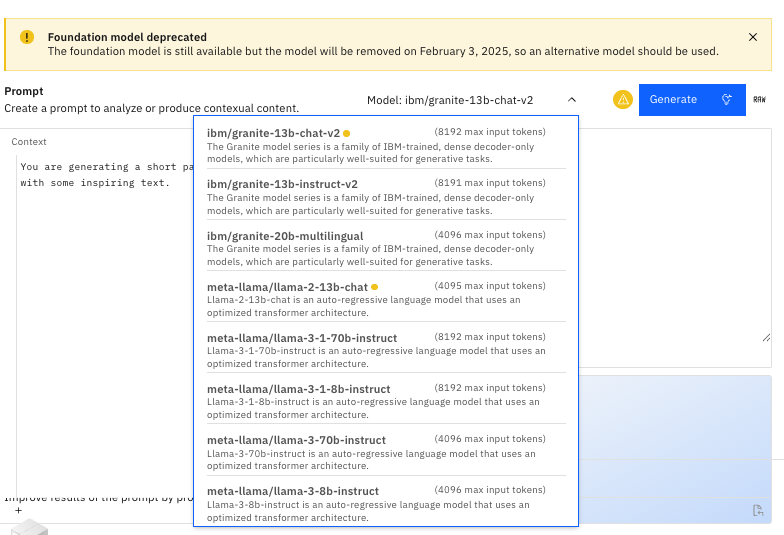 Foundation model deprecated
The foundation model is still available but the model will be removed on February 3, 2025, so an alternative model should be used.
Prompt
Create a prompt to analyze or produce contexual content.
Model: ibm/granite-13b-chat-v2
Generate
RAW
Context
You are generating a short pa
with some inspiring text.
ibm/granite-13b-chat-v2 (8192 max input tokens)
The Granite model series is a family of IBM-trained, dense decoder-only
models, which are particularly well-suited for generative tasks.
ibm/granite-13b-instruct-v2 (8191 max input tokens)
The Granite model series is a family of IBM-trained, dense decoder-only
models, which are particularly well-suited for generative tasks.
ibm/granite-20b-multilingual (4096 max input tokens)
The Granite model series is a family of IBM-trained, dense decoder-only
models, which are particularly well-suited for generative tasks.
meta-llama/llama-2-13b-chat (4095 max input tokens)
Llama-2-13b-chat is an auto-regressive language model that uses an
optimized transformer architecture.
meta-llama/llama-3-1-70b-instruct (8192 max input tokens)
Llama-3-1-70b-instruct is an auto-regressive language model that uses an
optimized transformer architecture.
meta-llama/llama-3-1-8b-instruct (8192 max input tokens)
Llama-3-1-8b-instruct is an auto-regressive language model that uses an
optimized transformer architecture.
meta-llama/llama-3-70b-instruct (4096 max input tokens)
Llama-3-70b-instruct is an auto-regressive language model that uses an
optimized transformer architecture.
meta-llama/llama-3-8b-instruct (4096 max input tokens)
Llama-3-8b-instruct is an auto-regressive language model that uses an
optimized transformer architecture.
Improve results of the prompt by pro
+